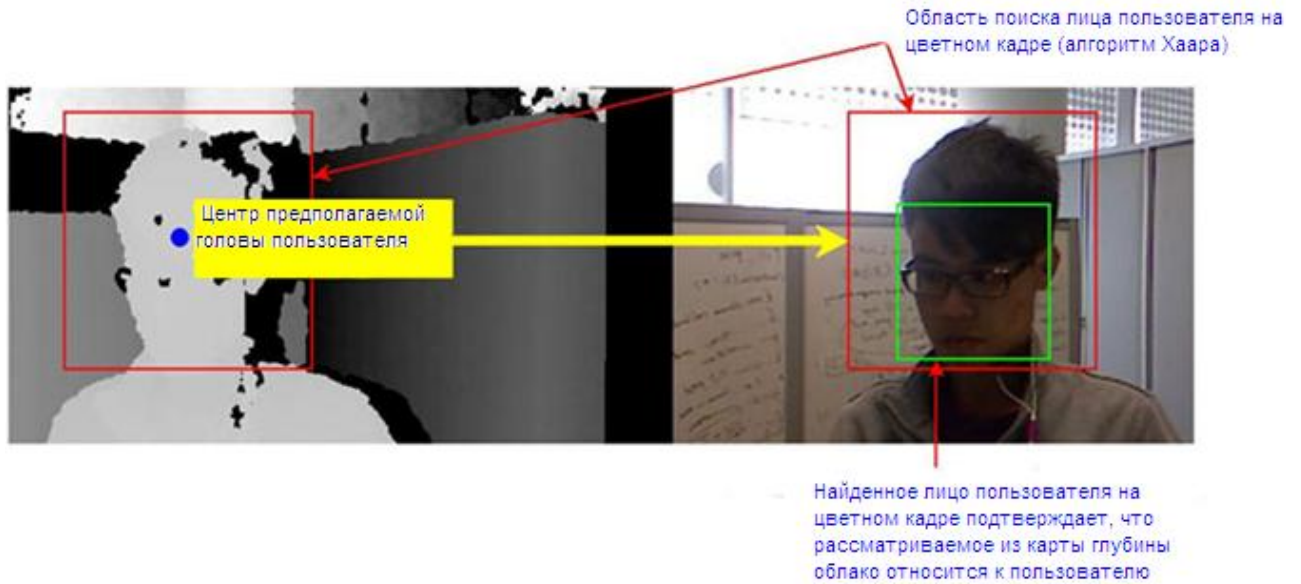 Область поиска лица пользователя на
цветном кадре (алгоритм Хаара)
Центр предполагаемой
головы пользователя
Найденное лицо пользователя на
цветном кадре подтверждает, что
рассматриваемое из карты глубины
облако относится к пользователю